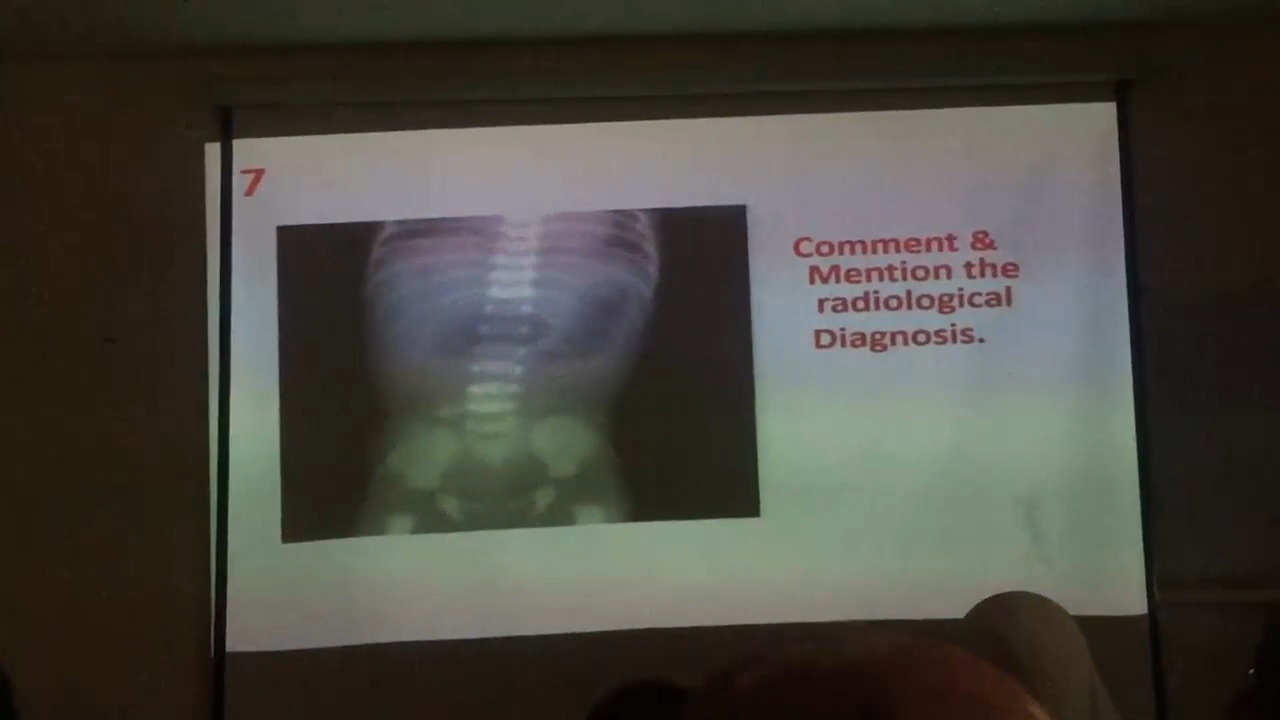 7
Comment &
Mention the
radiological
Diagnosis.